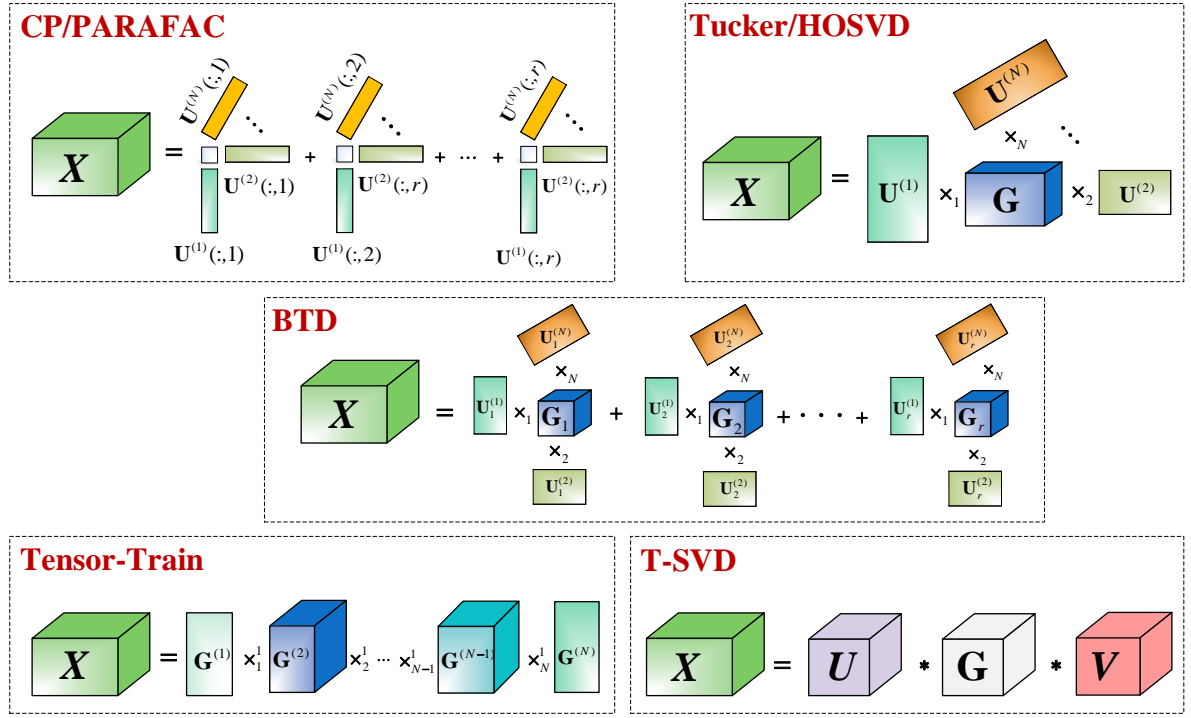 CP/PARAFAC
U^(N)(:,1) U^(N)(:,2) U^(N)(:,r)
⋱ ⋱ ⋱
X = + + ... +
U^(2)(:,1) U^(2)(:,r) U^(2)(:,r)
U^(1)(:,1) U^(1)(:,2) U^(1)(:,r)
Tucker/HOSVD
U^(N)
×_N ⋱
X = U^(1) ×_1 G ×_2 U^(2)
BTD
U_1^(N) U_2^(N) U_r^(N)
×_N ×_N ×_N
X = U_1^(1) ×_1 G_1 + U_2^(1) ×_1 G_2 + · · · + U_r^(1) ×_1 G_r
×_2 ×_2 ×_2
U_1^(2) U_2^(2) U_r^(2)
Tensor-Train
X = G^(1) ×_1^1 G^(2) ×_2^1 ... ×_{N-1}^1 G^(N-1) ×_N^1 G^(N)
T-SVD
X = U * G * V